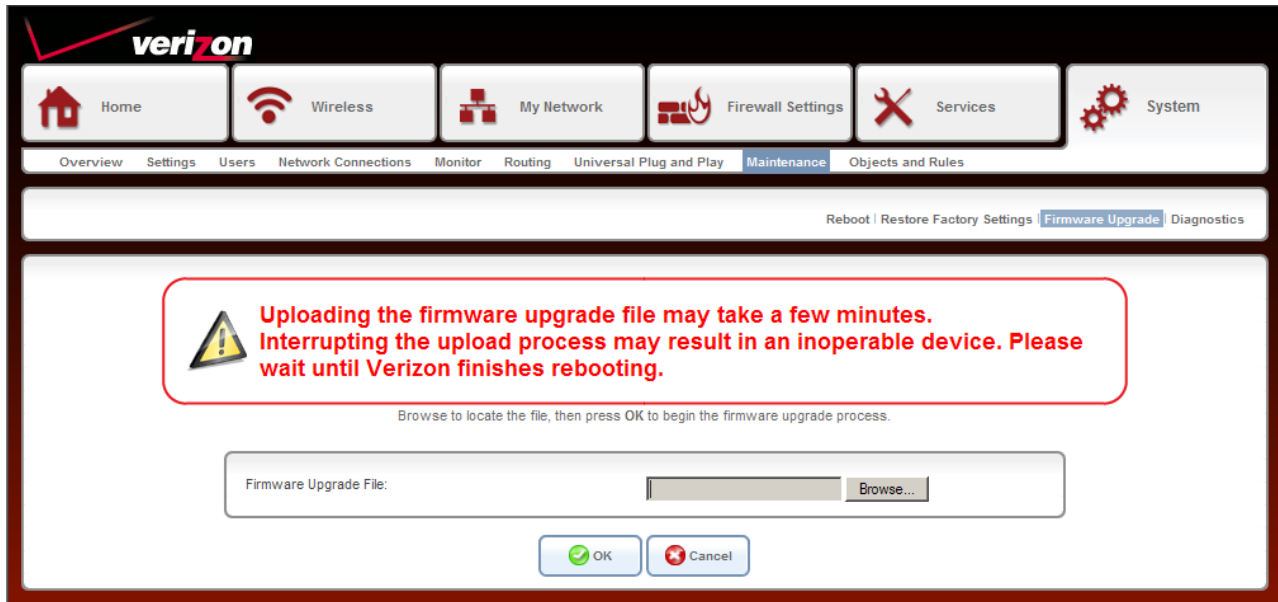 verizon
Home
Wireless
My Network
Firewall Settings
Services
System
Overview Settings Users Network Connections Monitor Routing Universal Plug and Play Maintenance Objects and Rules
Reboot | Restore Factory Settings | Firmware Upgrade | Diagnostics
Uploading the firmware upgrade file may take a few minutes.
Interrupting the upload process may result in an inoperable device. Please
wait until Verizon finishes rebooting.
Browse to locate the file, then press OK to begin the firmware upgrade process.
Firmware Upgrade File:
Browse...
OK
Cancel